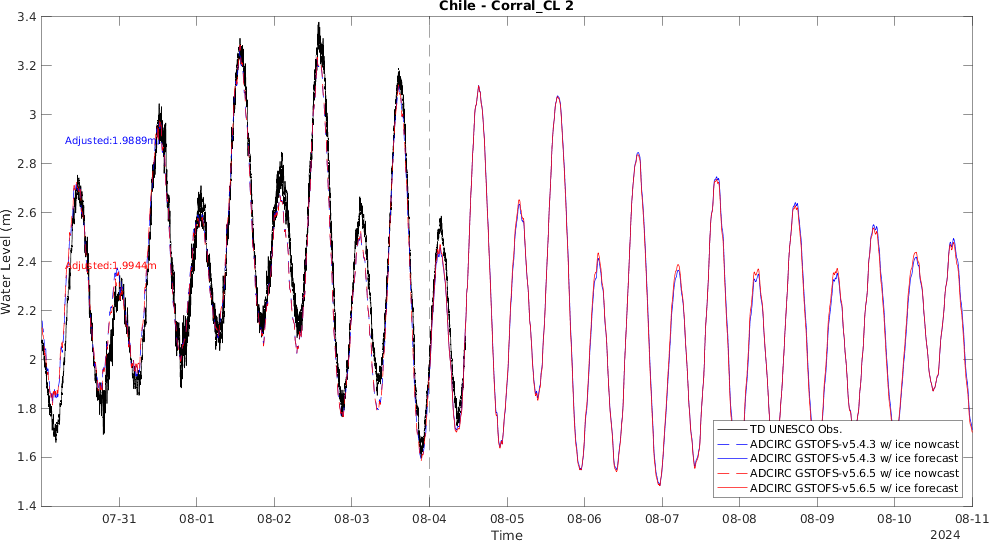 Chile - Corral_CL 2
3.4
3.2
3
2.8
2.6
2.4
2.2
2
1.8
1.6
1.4
Water Level (m)
Adjusted:1.9889m
Adjusted:1.9944m
TD UNESCO Obs.
ADCIRC GSTOFS-v5.4.3 w/ ice nowcast
ADCIRC GSTOFS-v5.4.3 w/ ice forecast
ADCIRC GSTOFS-v5.6.5 w/ ice nowcast
ADCIRC GSTOFS-v5.6.5 w/ ice forecast
07-31 08-01 08-02 08-03 08-04 08-05 08-06 08-07 08-08 08-09 08-10 08-11
Time
2024